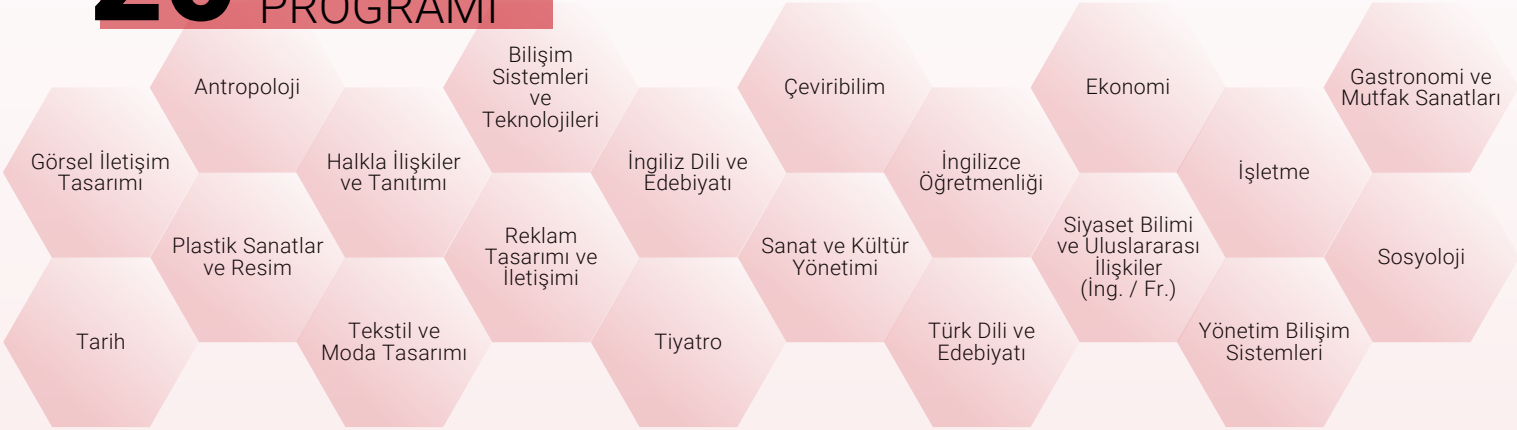 PROGRAMI
Antropoloji
Bilişim
Sistemleri
ve
Teknolojileri
Çeviribilim
Ekonomi
Gastronomi ve
Mutfak Sanatları
Görsel İletişim
Tasarımı
Halkla İlişkiler
ve Tanıtımı
İngiliz Dili ve
Edebiyatı
İngilizce
Öğretmenliği
İşletme
Plastik Sanatlar
ve Resim
Reklam
Tasarımı ve
İletişimi
Sanat ve Kültür
Yönetimi
Siyaset Bilimi
ve Uluslararası
İlişkiler
(İng. / Fr.)
Sosyoloji
Tarih
Tekstil ve
Moda Tasarımı
Tiyatro
Türk Dili ve
Edebiyatı
Yönetim Bilişim
Sistemleri